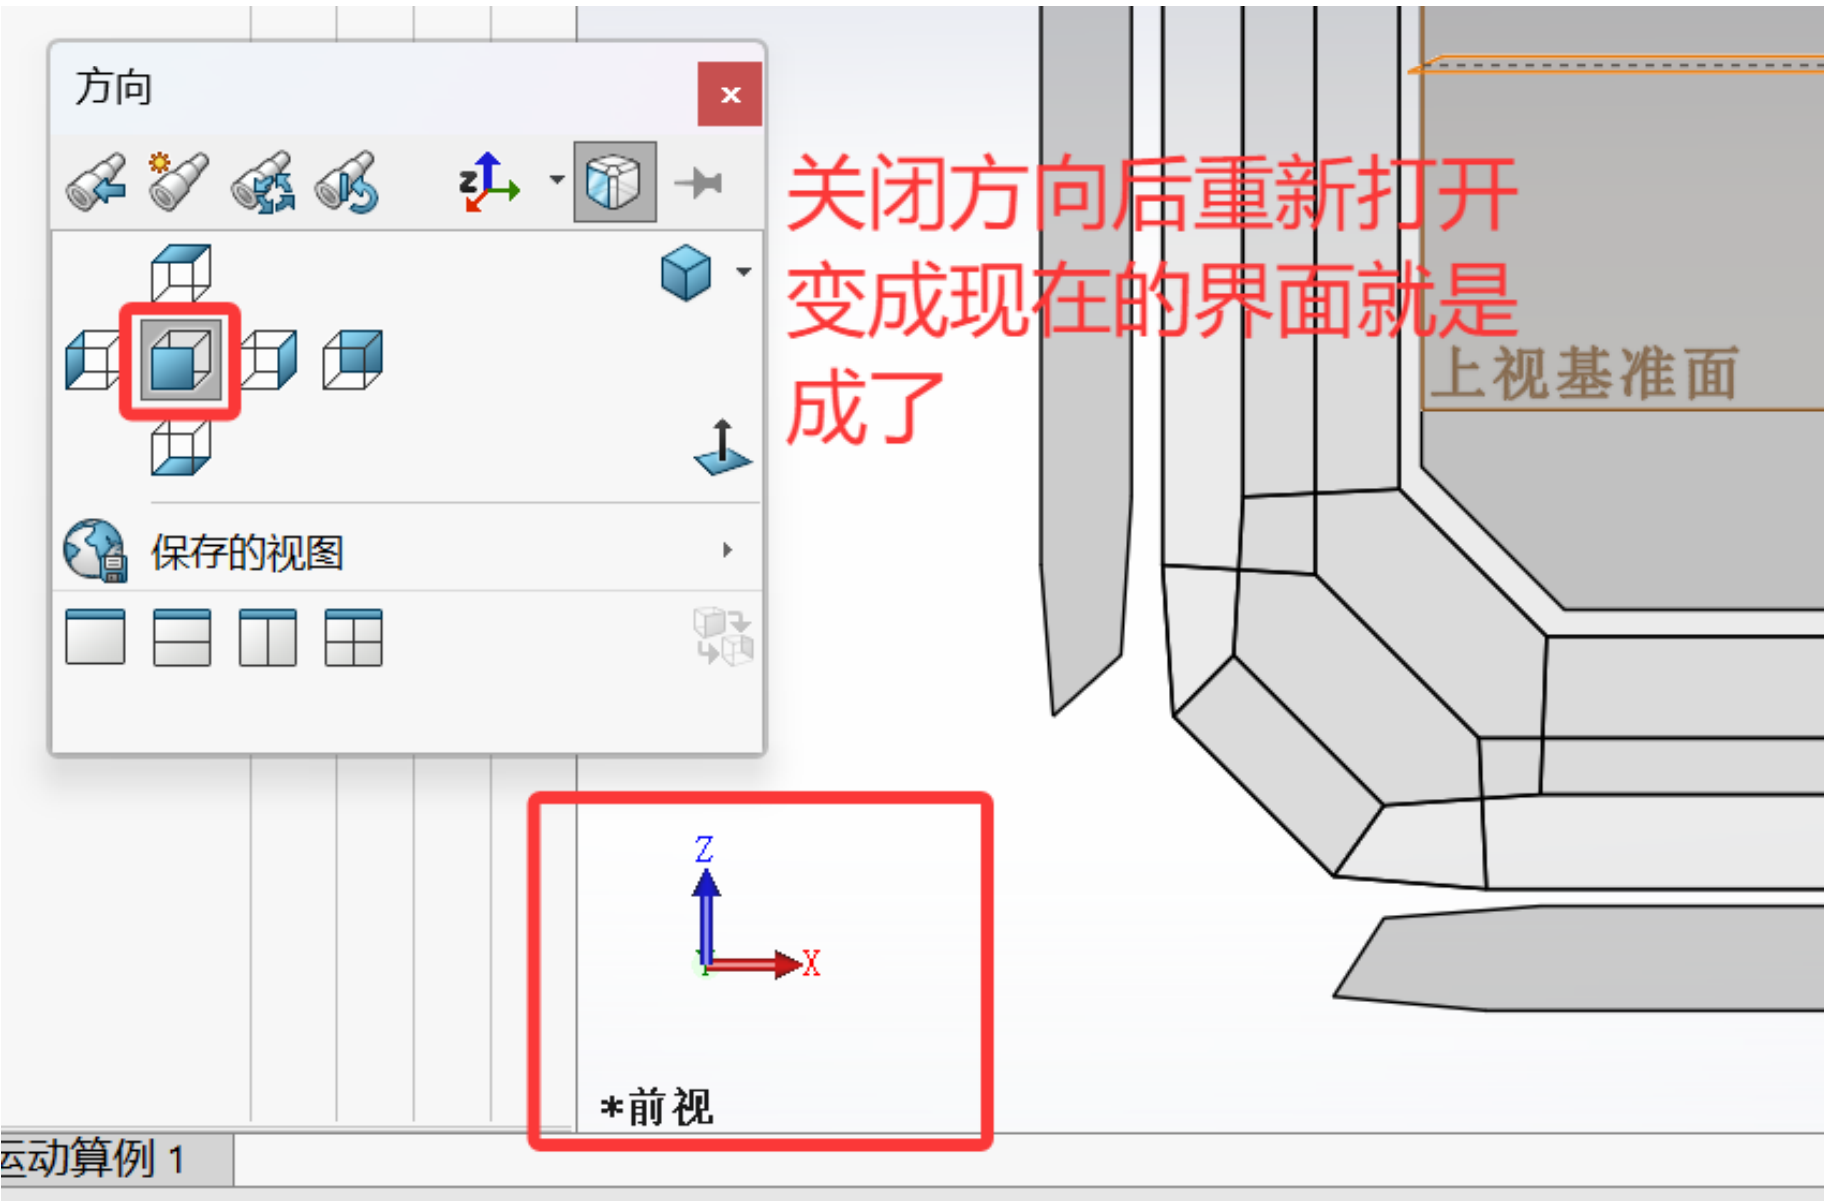 方向
x
z
关闭方向后重新打开
变成现在的界面就是
成了
上视基准面
保存的视图
Z
Y
X
*前视
运动算例 1